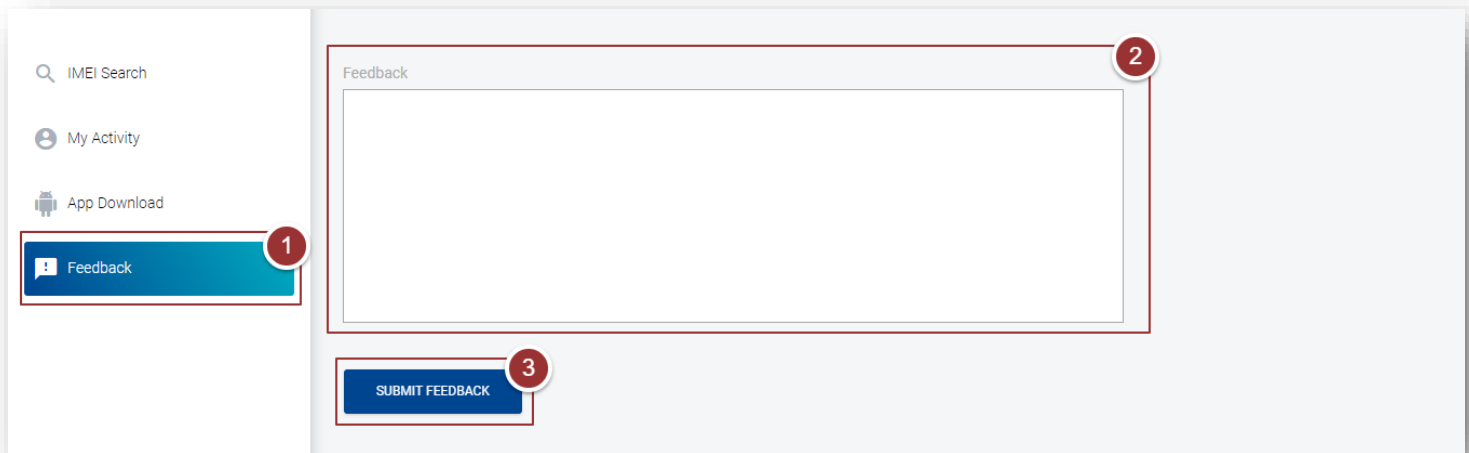 IMEI Search
My Activity
App Download
1
Feedback
2
Feedback
3
SUBMIT FEEDBACK